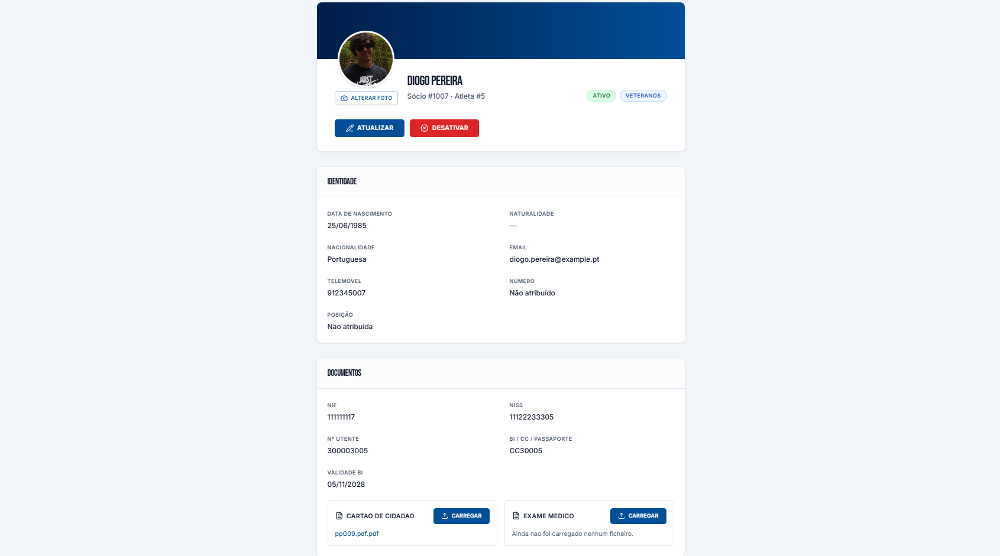 JUST
DIOGO PEREIRA
Sócio #1007 · Atleta #5
ATIVO
VETERANOS
ALTERAR FOTO
ATUALIZAR
DESATIVAR
IDENTIDADE
DATA DE NASCIMENTO
25/06/1985
NATURALIDADE
—
NACIONALIDADE
Portuguesa
EMAIL
diogo.pereira@example.pt
TELEMÓVEL
912345007
NÚMERO
Não atribuído
POSIÇÃO
Não atribuída
DOCUMENTOS
NIF
111111117
NISS
11122233305
Nº UTENTE
300003005
BI / CC / PASSAPORTE
CC30005
VALIDADE BI
05/11/2028
CARTAO DE CIDADAO
CARREGAR
ppG09.pdf.pdf
EXAME MEDICO
CARREGAR
Ainda nao foi carregado nenhum ficheiro.